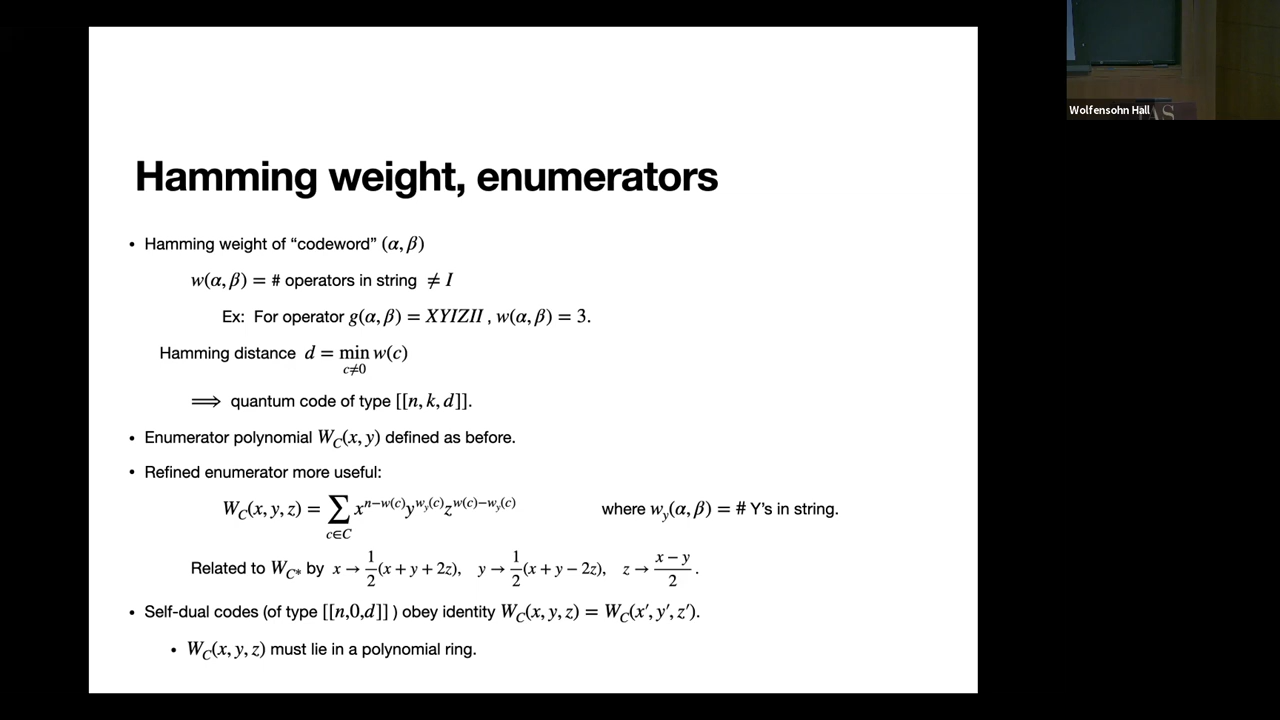 Hamming weight, enumerators
• Hamming weight of “codeword” (α, β)
w(α, β) = # operators in string ≠ I
Ex: For operator g(α, β) = XYIZII , w(α, β) = 3.
Hamming distance d = min w(c)
c≠0
⟹ quantum code of type [[n, k, d]].
• Enumerator polynomial W_C(x, y) defined as before.
• Refined enumerator more useful:
W_C(x, y, z) = ∑_{c∈C} x^{n−w(c)} y^{w_y(c)} z^{w(c)−w_y(c)} where w_y(α, β) = # Y’s in string.
Related to W_{C*} by x → 1/2(x + y + 2z), y → 1/2(x + y − 2z), z → (x − y)/2 .
• Self-dual codes (of type [[n,0,d]] ) obey identity W_C(x, y, z) = W_C(x′, y′, z′).
• W_C(x, y, z) must lie in a polynomial ring.
Wolfensohn Hall
IAS